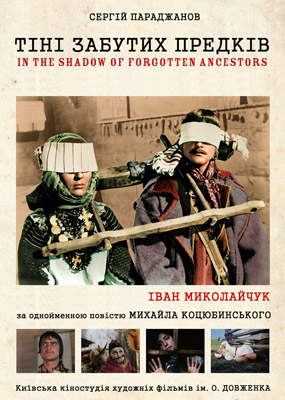 СЕРГІЙ ПАРАДЖАНОВ
ТІНІ ЗАБУТИХ ПРЕДКІВ
IN THE SHADOW OF FORGOTTEN ANCESTORS
ІВАН МИКОЛАЙЧУК
за однойменною повістю МИХАЙЛА КОЦЮБИНСЬКОГО
Київська кіностудія художніх фільмів ім. О. ДОВЖЕНКА